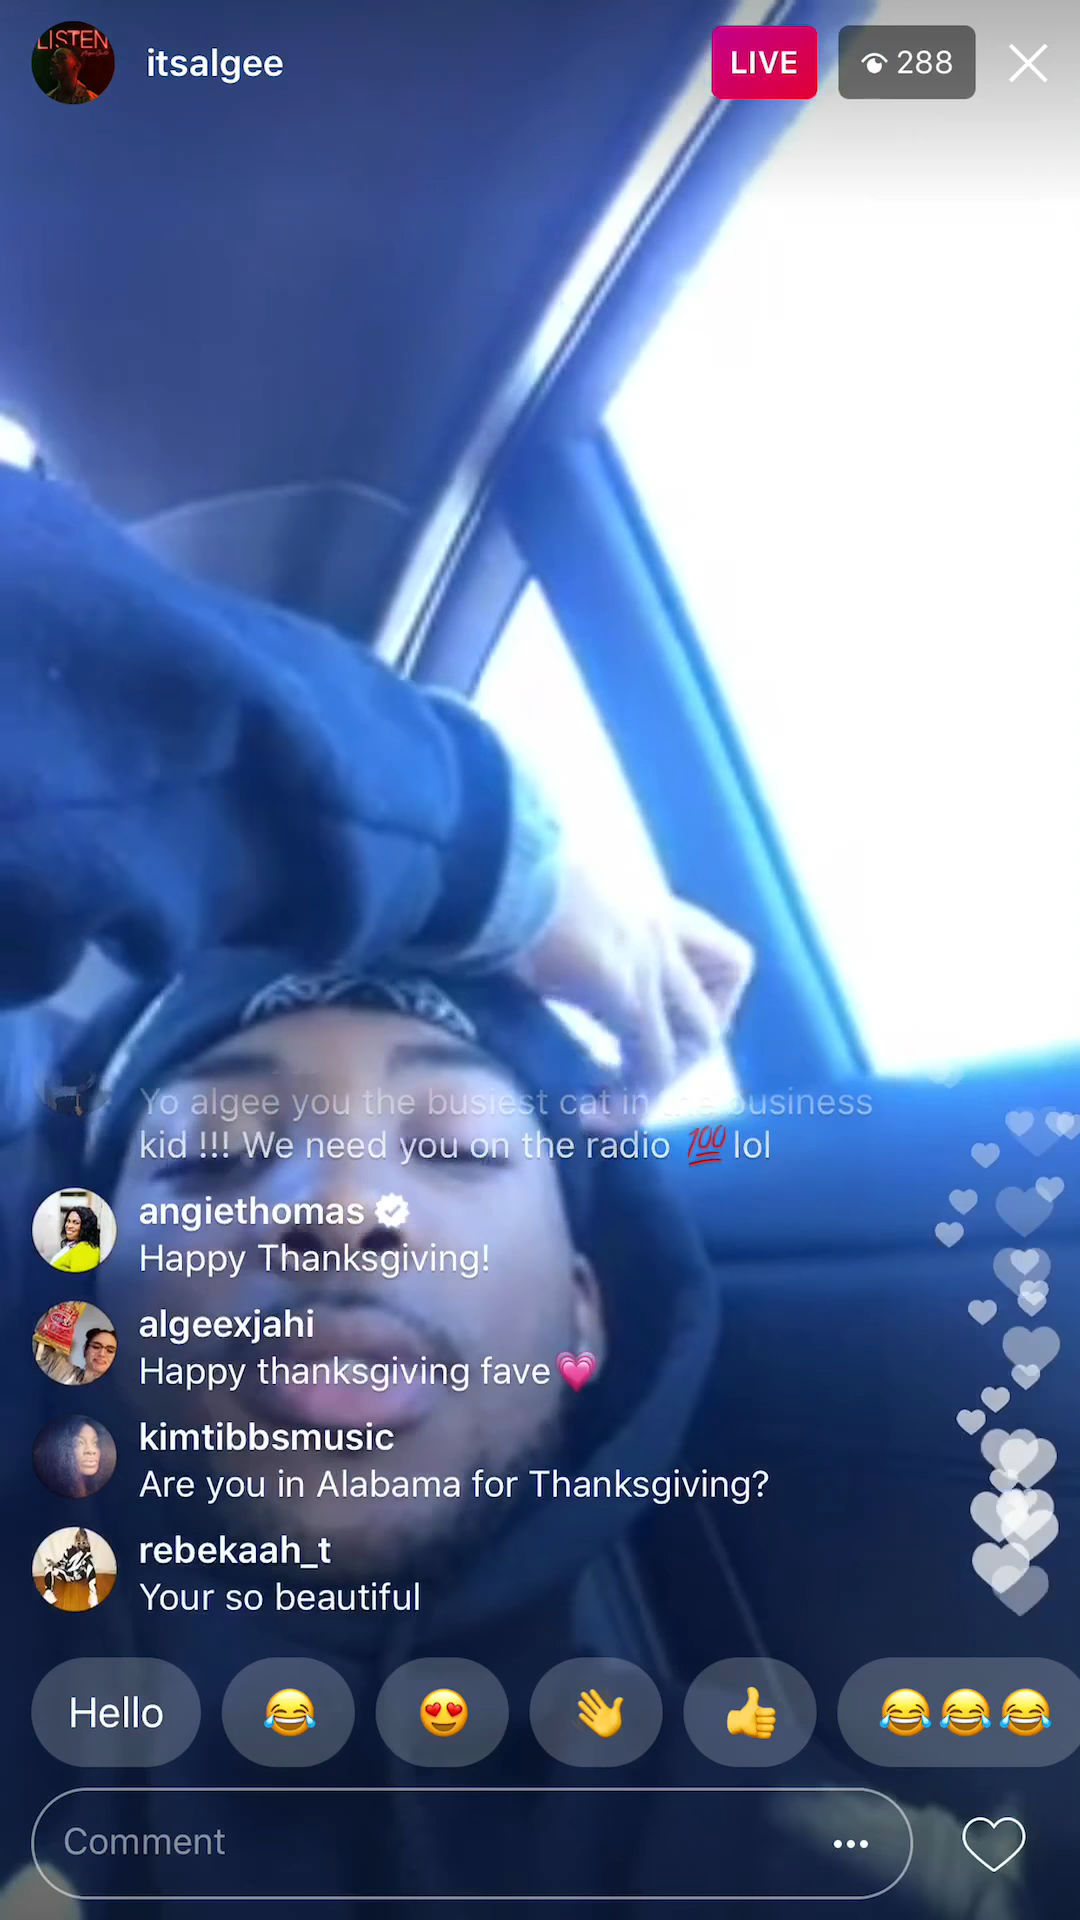 LISTEN
itsalgee
LIVE
288
Yo algee you the busiest cat in the business
kid !!! We need you on the radio 💯 lol
angiethomas
Happy Thanksgiving!
algeexjahi
Happy thanksgiving fave💗
kimtibbsmusic
Are you in Alabama for Thanksgiving?
rebekaah_t
Your so beautiful
Hello 😂 😍 👋 👍 😂😂😂
Comment